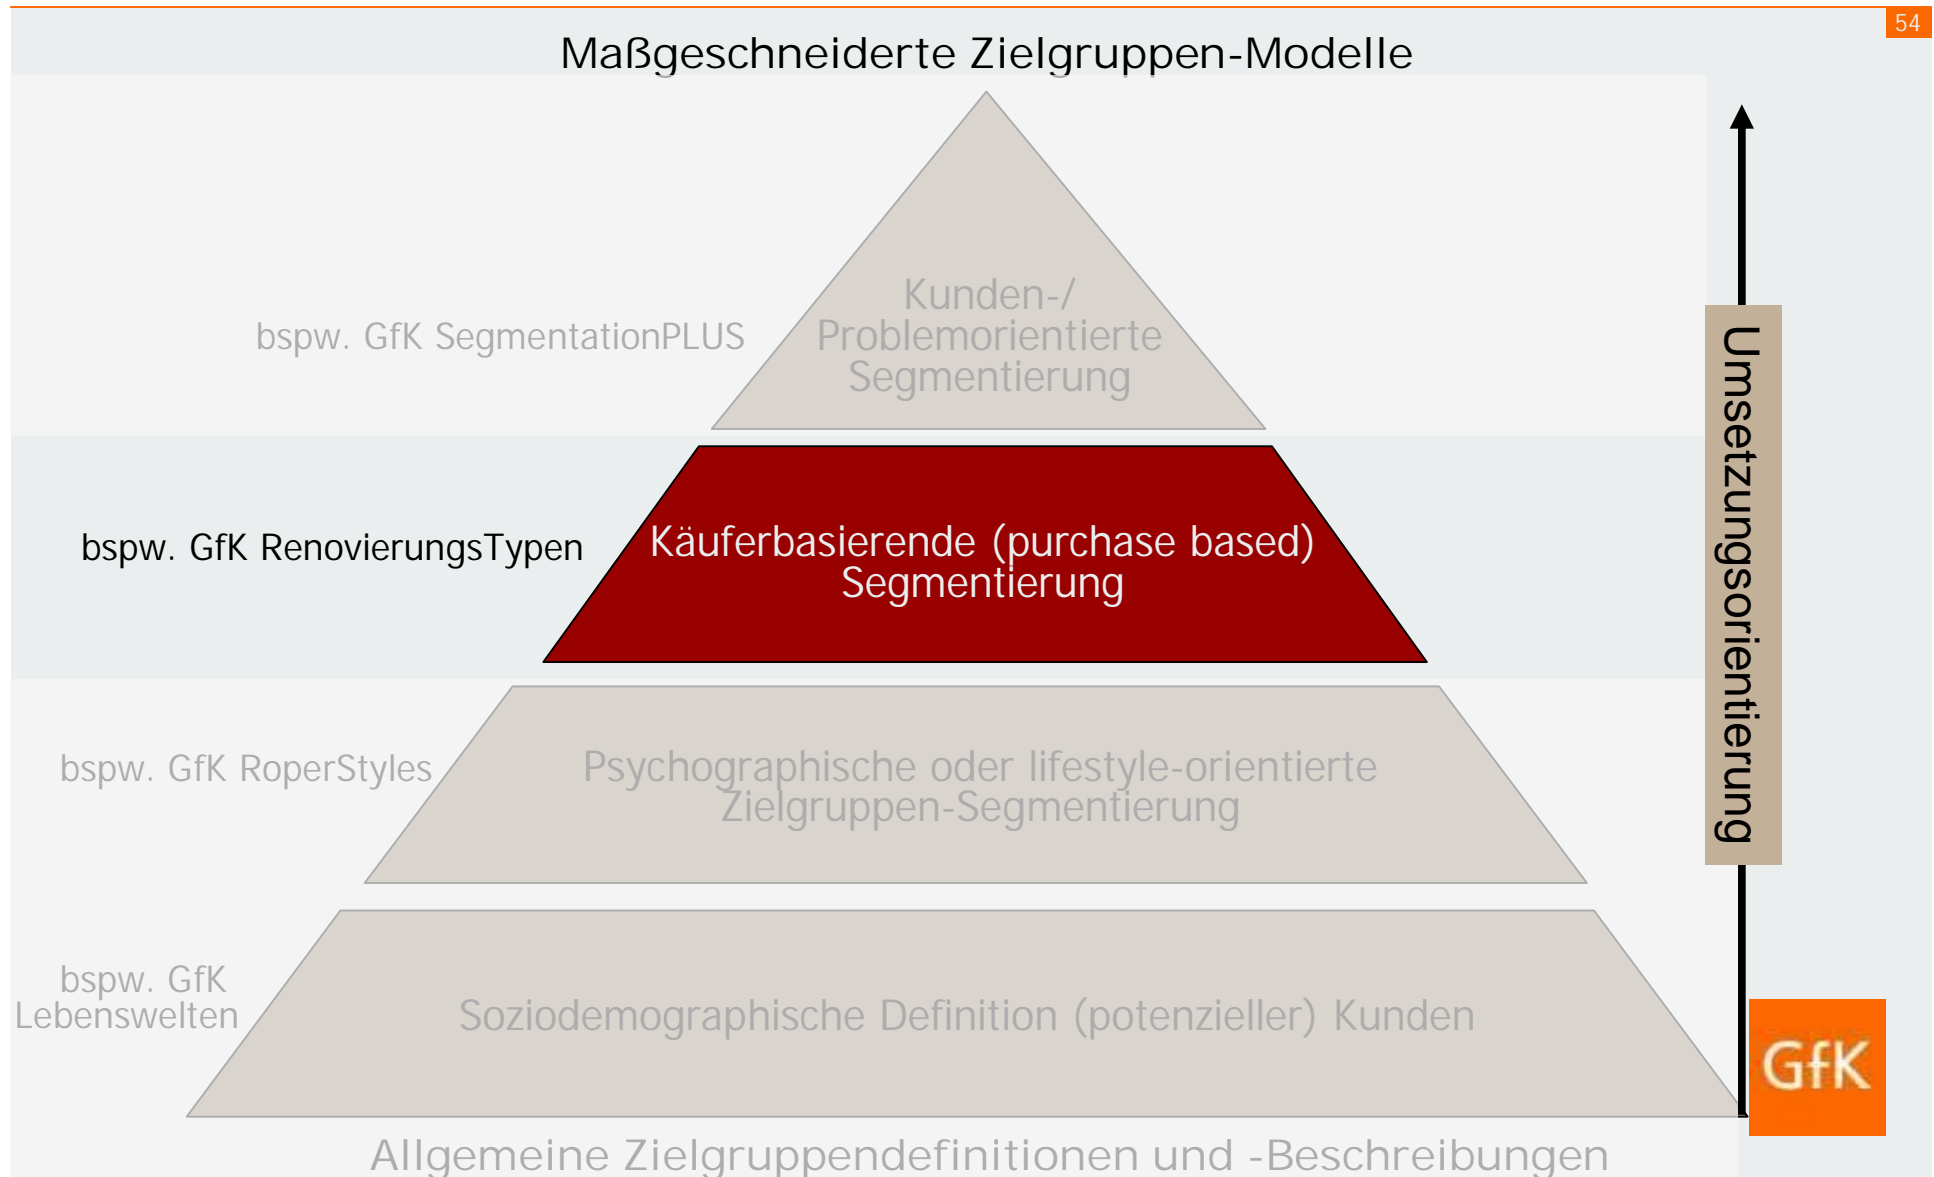 54
Maßgeschneiderte Zielgruppen-Modelle
Kunden-/
Problemorientierte
Segmentierung
bspw. GfK SegmentationPLUS
Käuferbasierende (purchase based)
Segmentierung
bspw. GfK RenovierungsTypen
Psychographische oder lifestyle-orientierte
Zielgruppen-Segmentierung
bspw. GfK RoperStyles
Soziodemographische Definition (potenzieller) Kunden
bspw. GfK
Lebenswelten
Umsetzungsorientierung
GfK
Allgemeine Zielgruppendefinitionen und -Beschreibungen